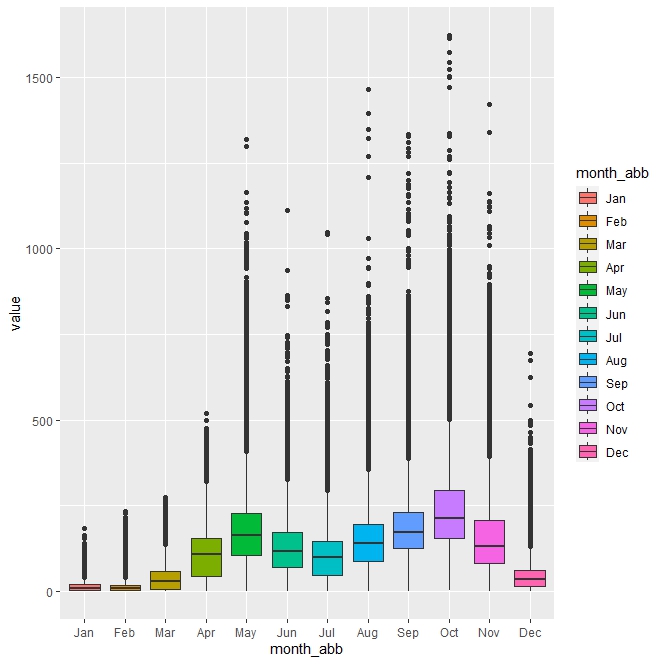 1500
1000
500
0
value
Jan Feb Mar Apr May Jun Jul Aug Sep Oct Nov Dec
month_abb
month_abb
Jan
Feb
Mar
Apr
May
Jun
Jul
Aug
Sep
Oct
Nov
Dec